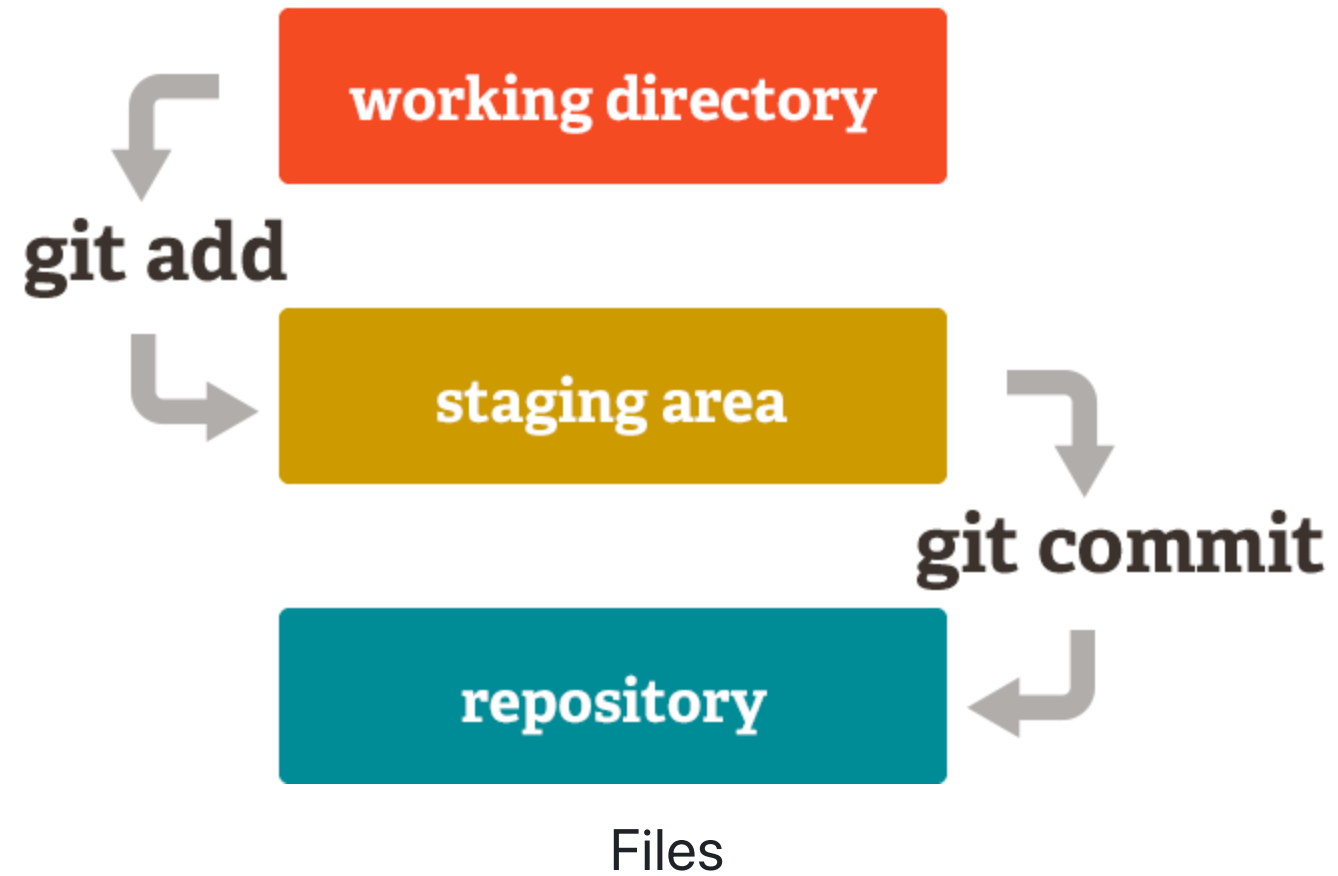 working directory
git add
staging area
git commit
repository
Files